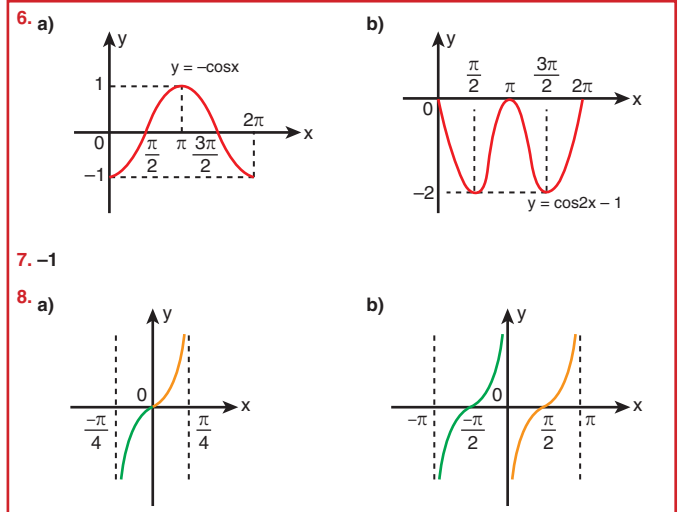 6. a)
y
y = –cosx
1
0
π/2
π
3π/2
2π
x
–1
b)
y
π/2
π
3π/2
2π
x
0
–2
y = cos2x – 1
7. –1
8. a)
y
0
x
–π/4
π/4
b)
y
0
x
–π
–π/2
π/2
π